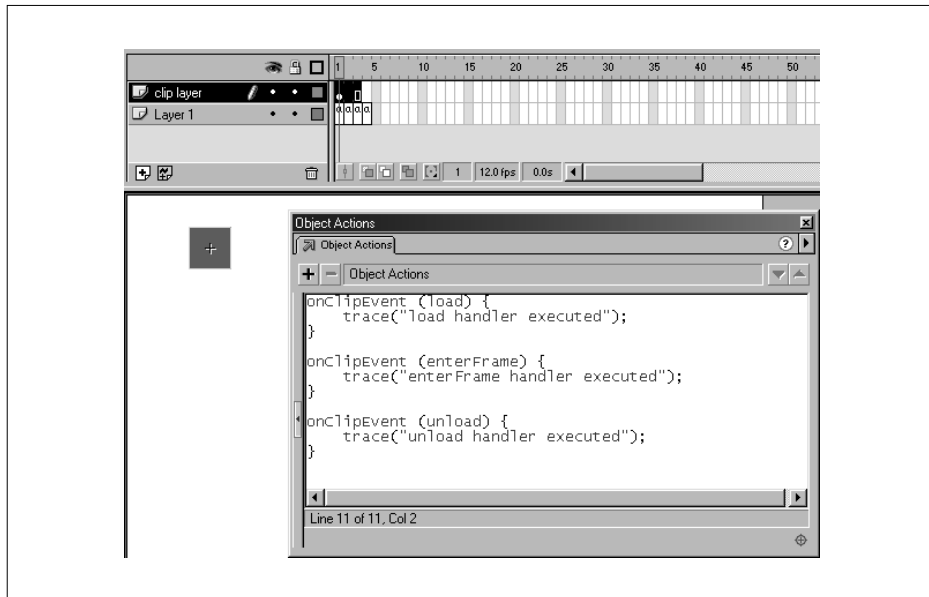 1 5 10 15 20 25 30 35 40 45 50
clip layer
a a a a
Layer 1
1 12.0 fps 0.0s
Object Actions
Object Actions
?
+ − Object Actions
onClipEvent (load) {
    trace("load handler executed");
}
onClipEvent (enterFrame) {
    trace("enterFrame handler executed");
}
onClipEvent (unload) {
    trace("unload handler executed");
}
Line 11 of 11, Col 2